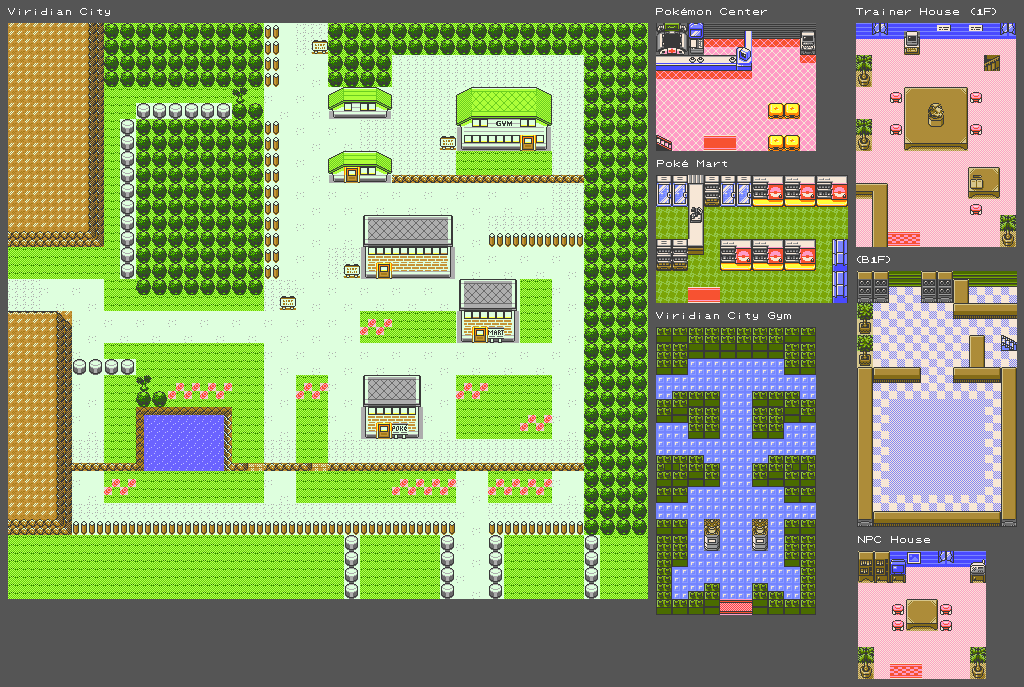 Viridian City
Pokémon Center
Trainer House (1F)
GYM
Poké Mart
(B1F)
MART
Viridian City Gym
POKé
NPC House